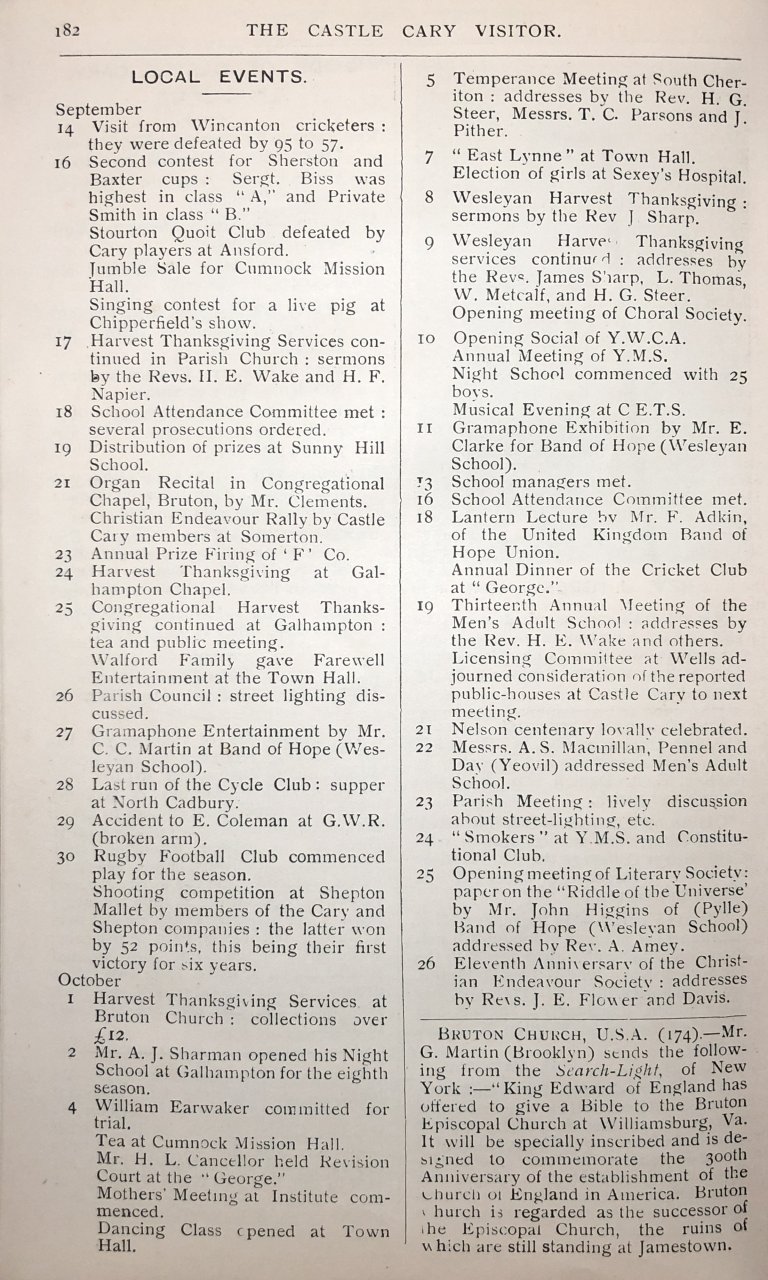 182
THE CASTLE CARY VISITOR.
LOCAL EVENTS.
September
14 Visit from Wincanton cricketers :
they were defeated by 95 to 57.
16 Second contest for Sherston and
Baxter cups : Sergt. Biss was
highest in class " A," and Private
Smith in class " B."
Stourton Quoit Club defeated by
Cary players at Ansford.
Jumble Sale for Cumnock Mission
Hall.
Singing contest for a live pig at
Chipperfield's show.
17 Harvest Thanksgiving Services con-
tinued in Parish Church : sermons
by the Revs. H. E. Wake and H. F.
Napier.
18 School Attendance Committee met :
several prosecutions ordered.
19 Distribution of prizes at Sunny Hill
School.
21 Organ Recital in Congregational
Chapel, Bruton, by Mr. Clements.
Christian Endeavour Rally by Castle
Cary members at Somerton.
23 Annual Prize Firing of ' F ' Co.
24 Harvest Thanksgiving at Gal-
hampton Chapel.
25 Congregational Harvest Thanks-
giving continued at Galhampton :
tea and public meeting.
Walford Family gave Farewell
Entertainment at the Town Hall.
26 Parish Council : street lighting dis-
cussed.
27 Gramaphone Entertainment by Mr.
C. C. Martin at Band of Hope (Wes-
leyan School).
28 Last run of the Cycle Club : supper
at North Cadbury.
29 Accident to E. Coleman at G.W.R.
(broken arm).
30 Rugby Football Club commenced
play for the season.
Shooting competition at Shepton
Mallet by members of the Cary and
Shepton companies : the latter won
by 52 points, this being their first
victory for six years.
October
1 Harvest Thanksgiving Services at
Bruton Church : collections over
£12.
2 Mr. A. J. Sharman opened his Night
School at Galhampton for the eighth
season.
4 William Earwaker committed for
trial.
Tea at Cumnock Mission Hall.
Mr. H. L. Cancellor held Revision
Court at the " George."
Mothers' Meeting at Institute com-
menced.
Dancing Class opened at Town
Hall.
5 Temperance Meeting at South Cher-
iton : addresses by the Rev. H. G.
Steer, Messrs. T. C. Parsons and J.
Pither.
7 " East Lynne " at Town Hall.
Election of girls at Sexey's Hospital.
8 Wesleyan Harvest Thanksgiving :
sermons by the Rev J Sharp.
9 Wesleyan Harvest Thanksgiving
services continued : addresses by
the Revs. James Sharp, L. Thomas,
W. Metcalf, and H. G. Steer.
Opening meeting of Choral Society.
10 Opening Social of Y.W.C.A.
Annual Meeting of Y.M.S.
Night School commenced with 25
boys.
Musical Evening at C E.T.S.
11 Gramaphone Exhibition by Mr. E.
Clarke for Band of Hope (Wesleyan
School).
13 School managers met.
16 School Attendance Committee met.
18 Lantern Lecture by Mr. F. Adkin,
of the United Kingdom Band of
Hope Union.
Annual Dinner of the Cricket Club
at " George."
19 Thirteenth Annual Meeting of the
Men's Adult School : addresses by
the Rev. H. E. Wake and others.
Licensing Committee at Wells ad-
journed consideration of the reported
public-houses at Castle Cary to next
meeting.
21 Nelson centenary loyally celebrated.
22 Messrs. A. S. Macmillan, Pennel and
Day (Yeovil) addressed Men's Adult
School.
23 Parish Meeting : lively discussion
about street-lighting, etc.
24 " Smokers " at Y.M.S. and Constitu-
tional Club.
25 Opening meeting of Literary Society:
paper on the "Riddle of the Universe'
by Mr. John Higgins of (Pylle)
Band of Hope (Wesleyan School)
addressed by Rev. A. Amey.
26 Eleventh Anniversary of the Christ-
ian Endeavour Society : addresses
by Revs. J. E. Flower and Davis.
BRUTON CHURCH, U.S.A. (174).—Mr.
G. Martin (Brooklyn) sends the follow-
ing from the Search-Light, of New
York :—" King Edward of England has
offered to give a Bible to the Bruton
Episcopal Church at Williamsburg, Va.
It will be specially inscribed and is de-
signed to commemorate the 300th
Anniversary of the establishment of the
Church of England in America. Bruton
Church is regarded as the successor of
the Episcopal Church, the ruins of
which are still standing at Jamestown.